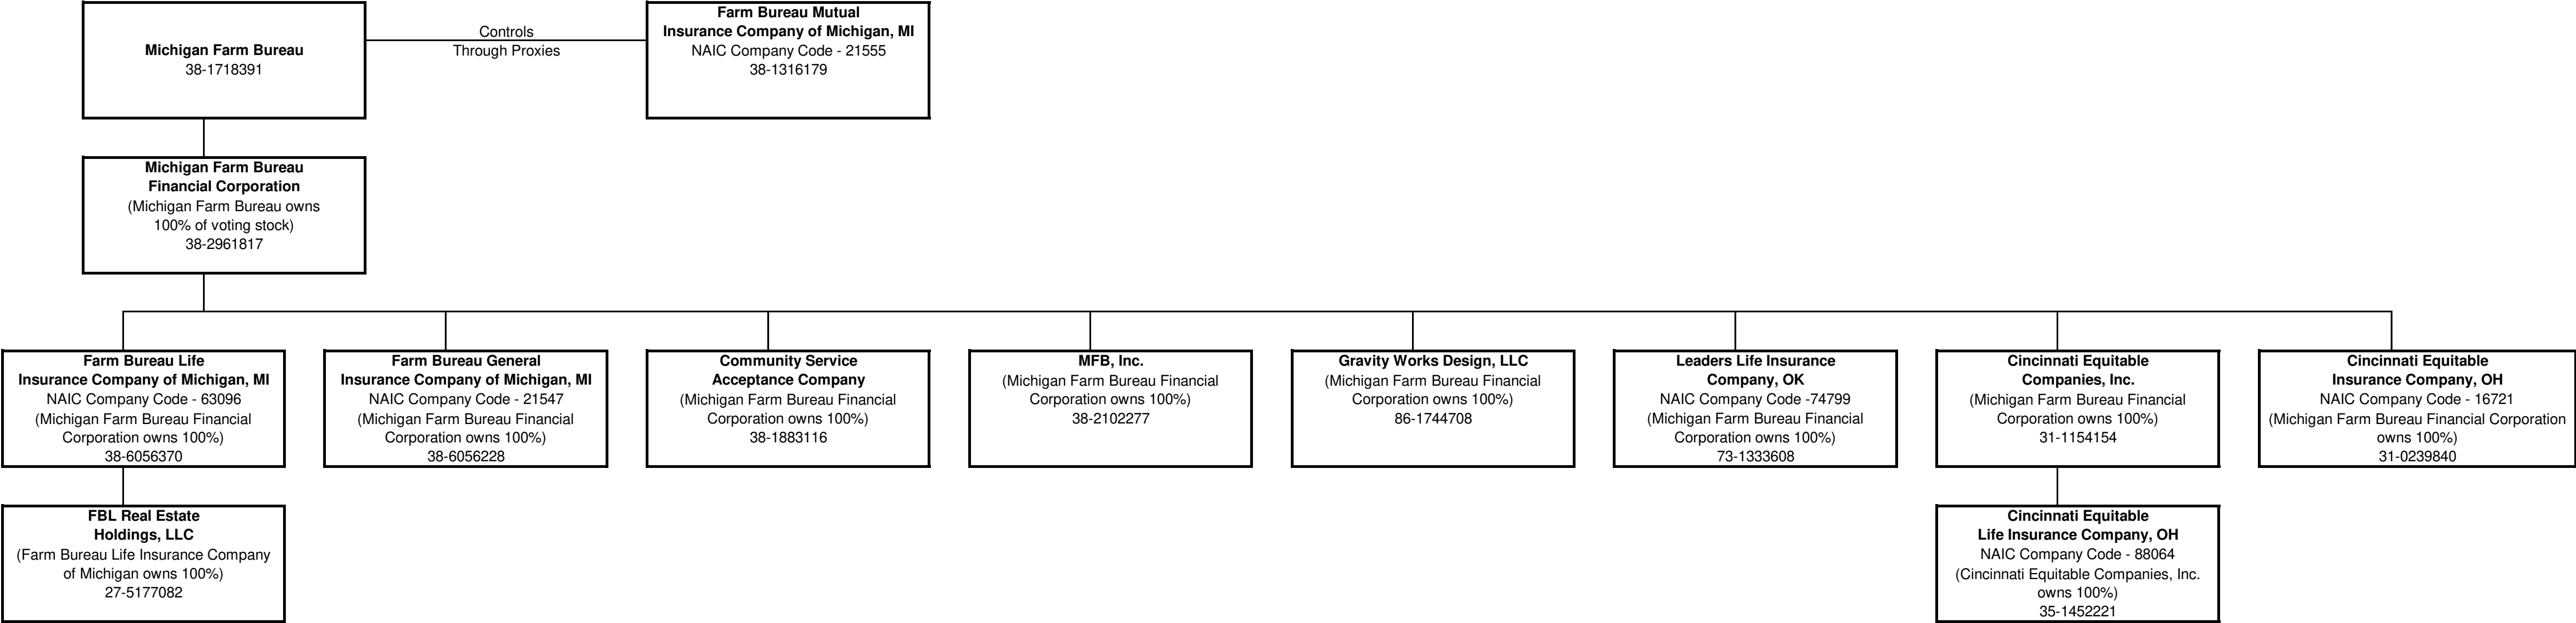 Michigan Farm Bureau
38-1718391
Controls
Through Proxies
Farm Bureau Mutual
Insurance Company of Michigan, MI
NAIC Company Code - 21555
38-1316179
Michigan Farm Bureau
Financial Corporation
(Michigan Farm Bureau owns
100% of voting stock)
38-2961817
Farm Bureau Life
Insurance Company of Michigan, MI
NAIC Company Code - 63096
(Michigan Farm Bureau Financial
Corporation owns 100%)
38-6056370
Farm Bureau General
Insurance Company of Michigan, MI
NAIC Company Code - 21547
(Michigan Farm Bureau Financial
Corporation owns 100%)
38-6056228
Community Service
Acceptance Company
(Michigan Farm Bureau Financial
Corporation owns 100%)
38-1883116
MFB, Inc.
(Michigan Farm Bureau Financial
Corporation owns 100%)
38-2102277
Gravity Works Design, LLC
(Michigan Farm Bureau Financial
Corporation owns 100%)
86-1744708
Leaders Life Insurance
Company, OK
NAIC Company Code -74799
(Michigan Farm Bureau Financial
Corporation owns 100%)
73-1333608
Cincinnati Equitable
Companies, Inc.
(Michigan Farm Bureau Financial
Corporation owns 100%)
31-1154154
Cincinnati Equitable
Insurance Company, OH
NAIC Company Code - 16721
(Michigan Farm Bureau Financial Corporation
owns 100%)
31-0239840
FBL Real Estate
Holdings, LLC
(Farm Bureau Life Insurance Company
of Michigan owns 100%)
27-5177082
Cincinnati Equitable
Life Insurance Company, OH
NAIC Company Code - 88064
(Cincinnati Equitable Companies, Inc.
owns 100%)
35-1452221